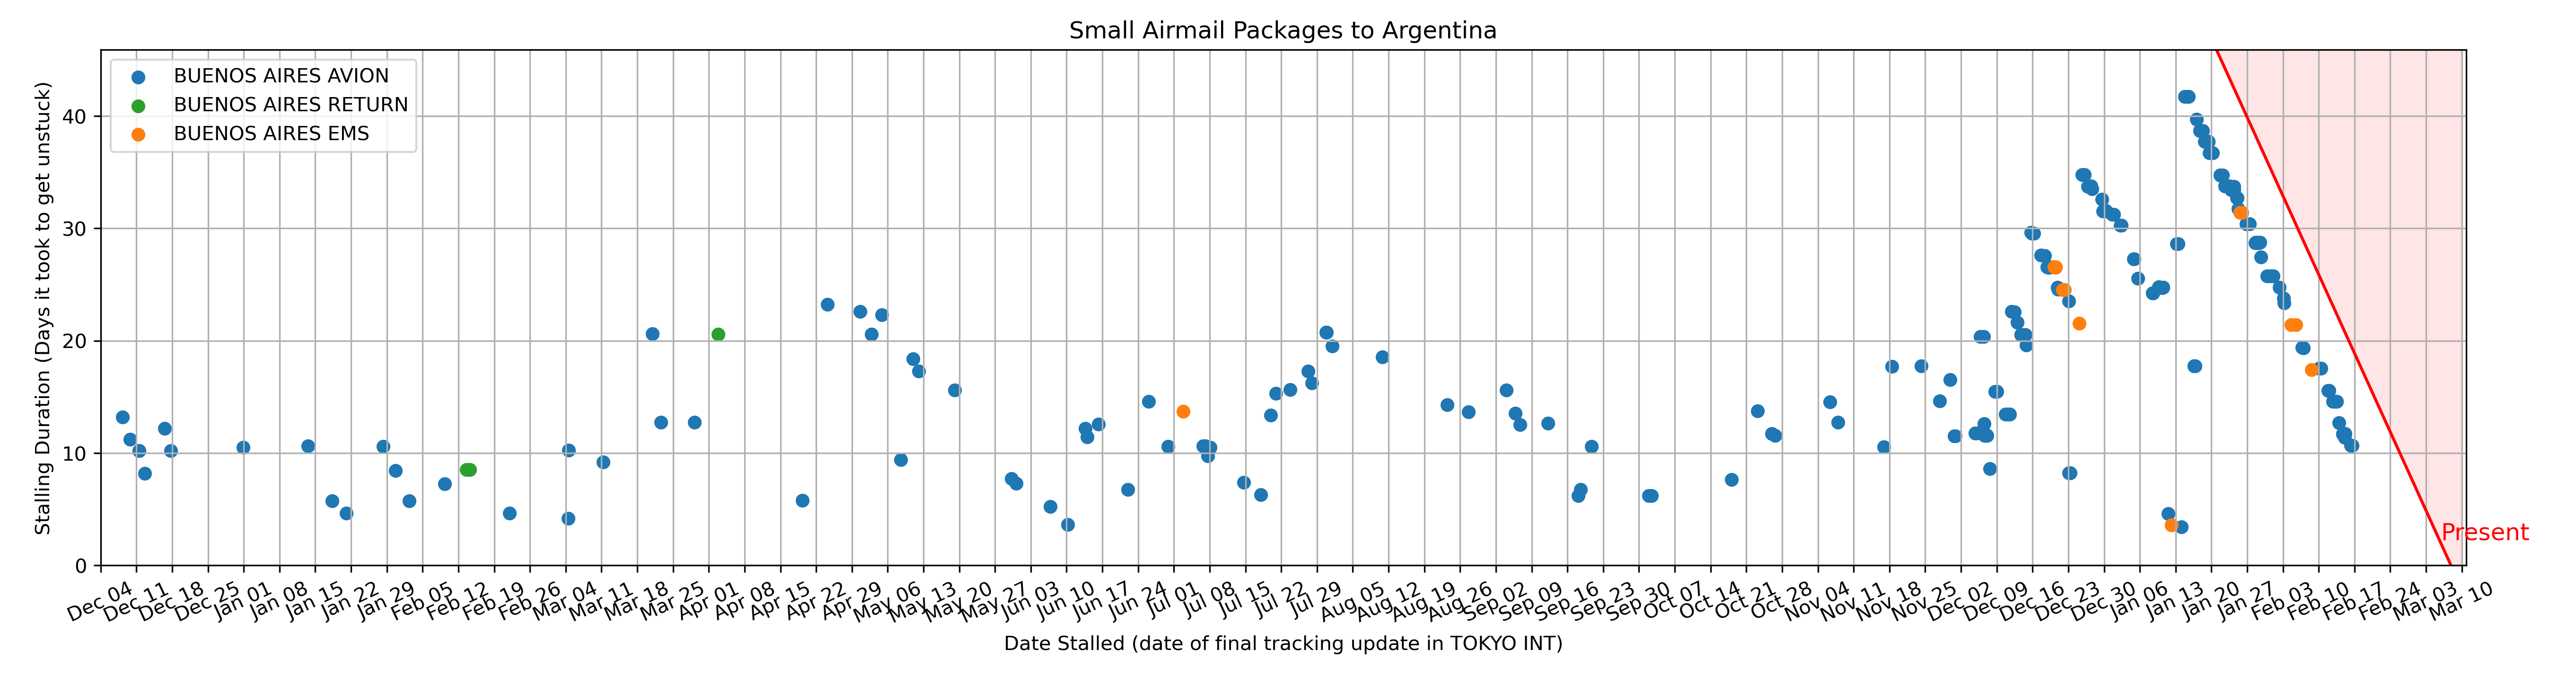 Small Airmail Packages to Argentina
BUENOS AIRES AVION
BUENOS AIRES RETURN
BUENOS AIRES EMS
Stalling Duration (Days it took to get unstuck)
40
30
20
10
0
Present
Dec 04 Dec 11 Dec 18 Dec 25 Jan 01 Jan 08 Jan 15 Jan 22 Jan 29 Feb 05 Feb 12 Feb 19 Feb 26 Mar 04 Mar 11 Mar 18 Mar 25 Apr 01 Apr 08 Apr 15 Apr 22 Apr 29 May 06 May 13 May 20 May 27 Jun 03 Jun 10 Jun 17 Jun 24 Jul 01 Jul 08 Jul 15 Jul 22 Jul 29 Aug 05 Aug 12 Aug 19 Aug 26 Sep 02 Sep 09 Sep 16 Sep 23 Sep 30 Oct 07 Oct 14 Oct 21 Oct 28 Nov 04 Nov 11 Nov 18 Nov 25 Dec 02 Dec 09 Dec 16 Dec 23 Dec 30 Jan 06 Jan 13 Jan 20 Jan 27 Feb 03 Feb 10 Feb 17 Feb 24 Mar 03 Mar 10
Date Stalled (date of final tracking update in TOKYO INT)